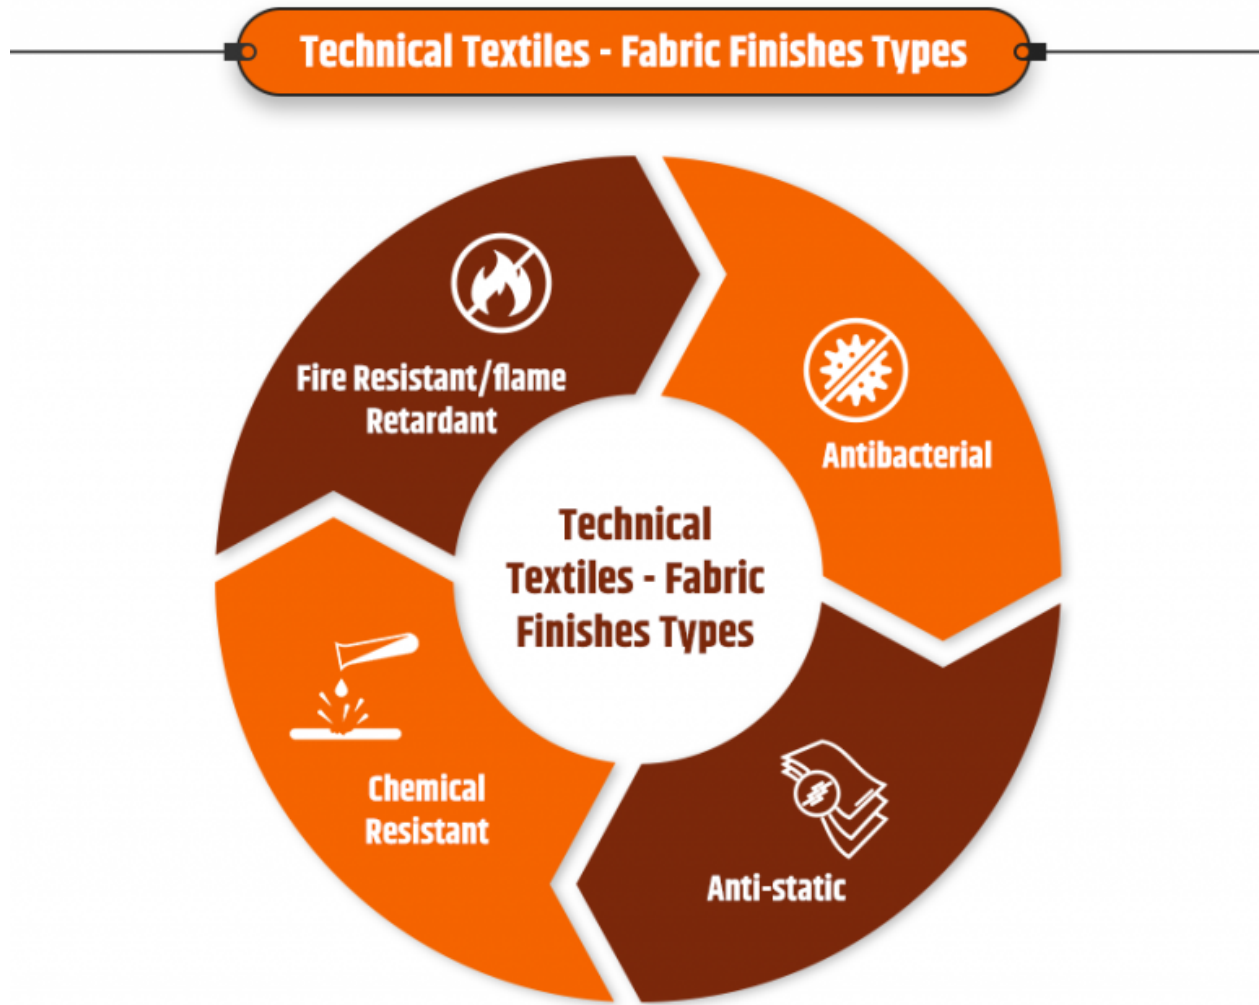 Technical Textiles - Fabric Finishes Types
Fire Resistant/flame
Retardant
Antibacterial
Technical
Textiles - Fabric
Finishes Types
Chemical
Resistant
Anti-static